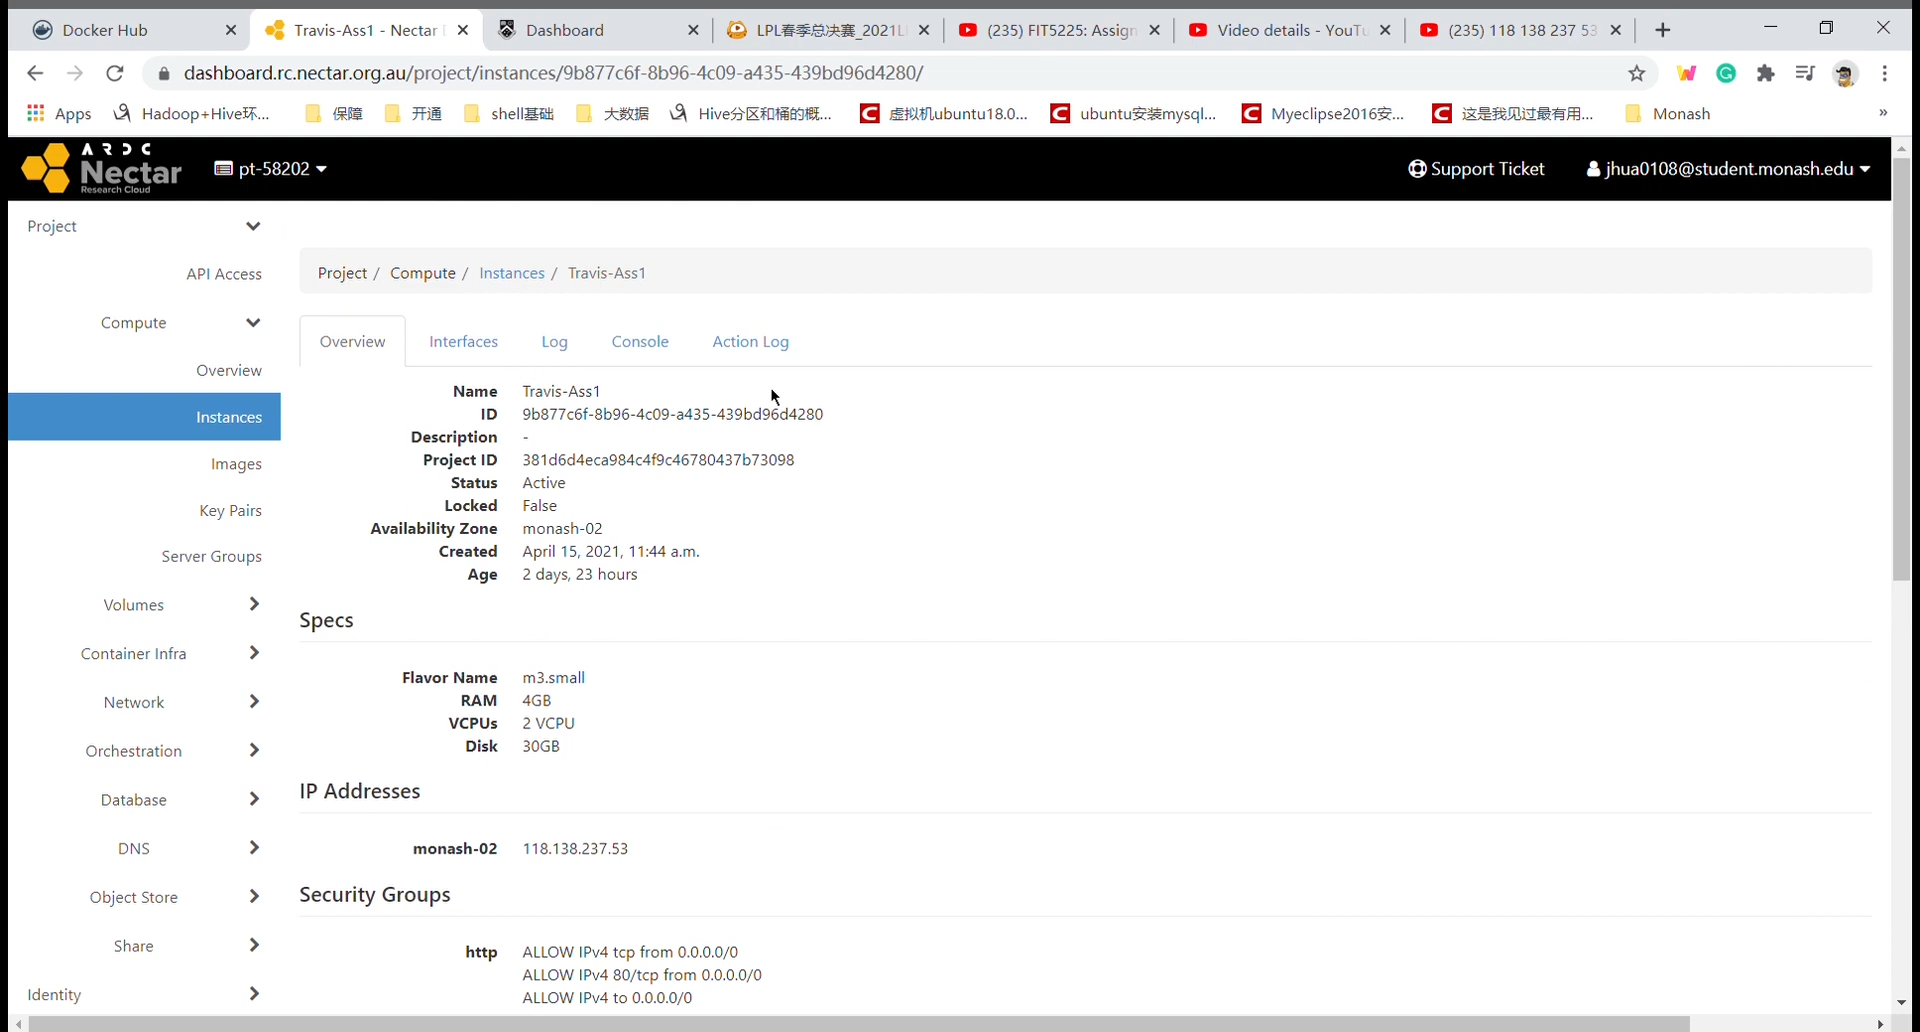 Docker Hub
Travis-Ass1 - Nectar
Dashboard
LPL春季总决赛_2021L
(235) FIT5225: Assign
Video details - YouTu
(235) 118 138 237 53
dashboard.rc.nectar.org.au/project/instances/9b877c6f-8b96-4c09-a435-439bd96d4280/
Apps
Hadoop+Hive环...
保障
开通
shell基础
大数据
Hive分区和桶的概...
虚拟机ubuntu18.0...
ubuntu安装mysql...
Myeclipse2016安...
这是我见过最有用...
Monash
»
ARDC
Nectar
Research Cloud
pt-58202
Support Ticket
jhua0108@student.monash.edu
Project
API Access
Compute
Overview
Instances
Images
Key Pairs
Server Groups
Volumes
Container Infra
Network
Orchestration
Database
DNS
Object Store
Share
Identity
Project / Compute / Instances / Travis-Ass1
Overview
Interfaces
Log
Console
Action Log
Name Travis-Ass1
ID 9b877c6f-8b96-4c09-a435-439bd96d4280
Description -
Project ID 381d6d4eca984c4f9c46780437b73098
Status Active
Locked False
Availability Zone monash-02
Created April 15, 2021, 11:44 a.m.
Age 2 days, 23 hours
Specs
Flavor Name m3.small
RAM 4GB
VCPUs 2 VCPU
Disk 30GB
IP Addresses
monash-02 118.138.237.53
Security Groups
http ALLOW IPv4 tcp from 0.0.0.0/0
ALLOW IPv4 80/tcp from 0.0.0.0/0
ALLOW IPv4 to 0.0.0.0/0